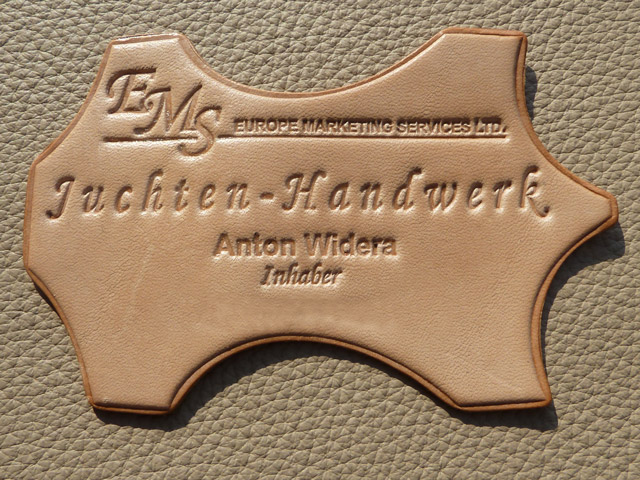 EMS EUROPE MARKETING SERVICES LTD.
Juchten-Handwerk
Anton Widera
Inhaber